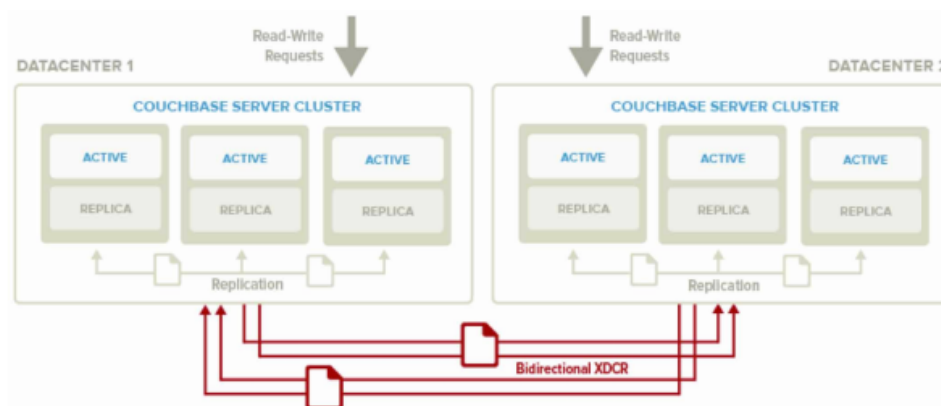 Read-Write
Requests
Read-Write
Requests
DATACENTER 1
DATACENTER
COUCHBASE SERVER CLUSTER
COUCHBASE SERVER CLUSTER
ACTIVE
ACTIVE
ACTIVE
ACTIVE
ACTIVE
ACTIVE
REPLICA
REPLICA
REPLICA
REPLICA
REPLICA
REPLICA
Replication
Replication
Bidirectional XDCR